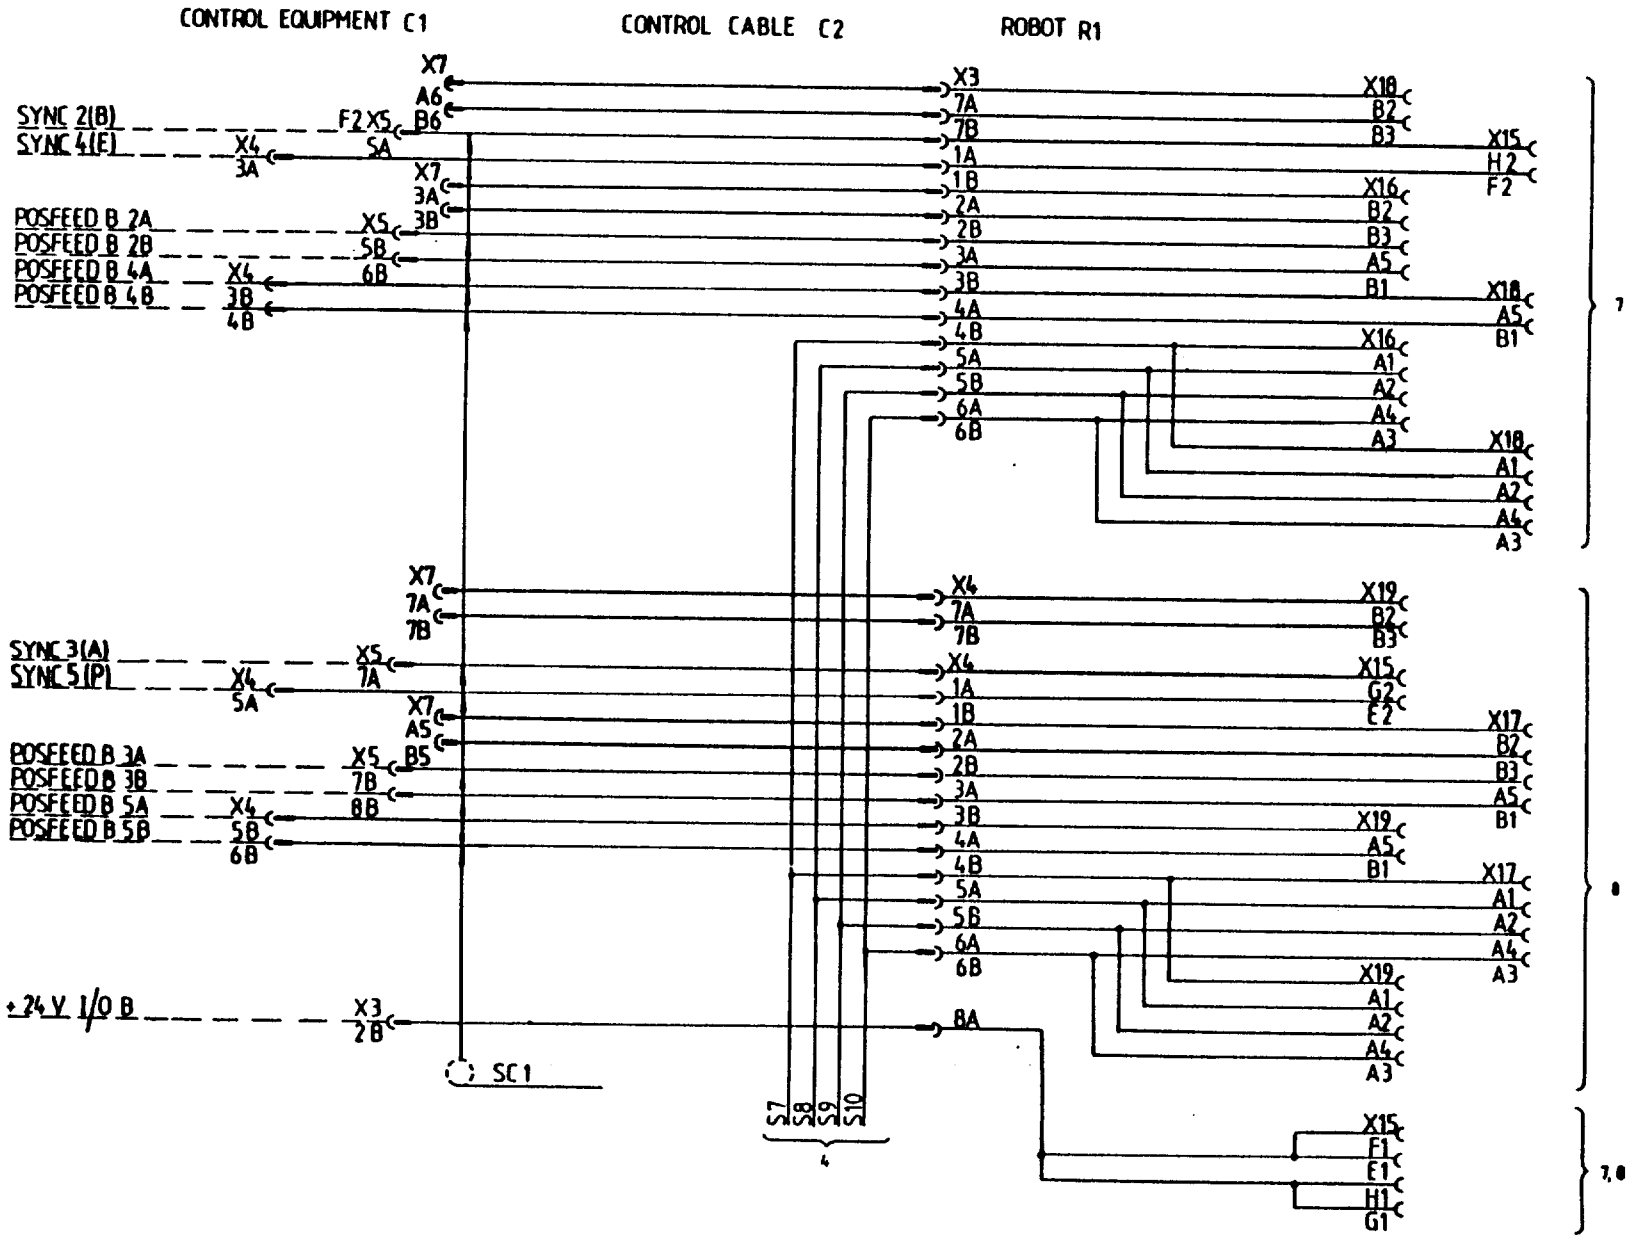 CONTROL EQUIPMENT C1 CONTROL CABLE C2 ROBOT R1
X7 X3 X18
A6 7A B2
SYNC 2(B) F2 X5 B6 7B B3 X15
SYNC 4(E) X4 5A 1A H2
3A X7 1B X16 F2
3A 2A B2
POSFEED B 2A X5 3B 2B B3
POSFEED B 2B 5B 3A A5
POSFEED B 4A X4 6B 3B B1 X18
POSFEED B 4B 3B 4A A5
4B 4B X16 B1
7
5A A1
5B A2
6A A4
6B A3 X18
A1
A2
A4
A3
X7 X4 X19
7A 7A B2
7B 7B B3
SYNC 3(A) X5 X4 X15
SYNC 5(P) X4 7A 1A G2
5A X7 1B E2 X17
A5 2A B2
POSFEED B 3A X5 B5 2B B3
POSFEED B 3B 7B 3A A5
POSFEED B 5A X4 8B 3B X19 B1
POSFEED B 5B 5B 4A A5
6B 4B B1 X17
5A A1
8
5B A2
6A A4
6B X19 A3
A1
+ 24 V I/O B X3 8A A2
2B A4
SC1 A3
S7 S8 S9 S10
4
X15
F1
E1
7, 8
H1
G1